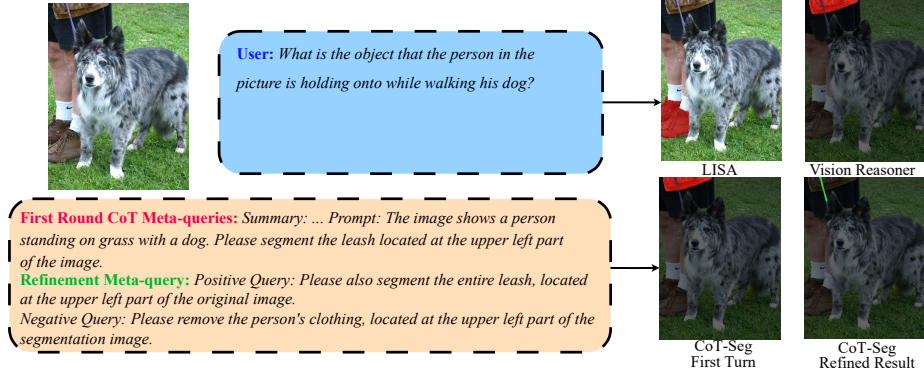 User: What is the object that the person in the
picture is holding onto while walking his dog?
LISA
Vision Reasoner
First Round CoT Meta-queries: Summary: ... Prompt: The image shows a person
standing on grass with a dog. Please segment the leash located at the upper left part
of the image.
Refinement Meta-query: Positive Query: Please also segment the entire leash, located
at the upper left part of the original image.
Negative Query: Please remove the person's clothing, located at the upper left part of the
segmentation image.
CoT-Seg
First Turn
CoT-Seg
Refined Result